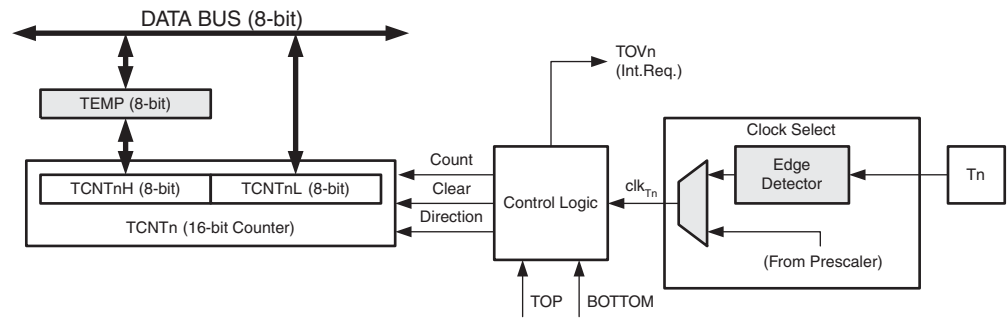 DATA BUS (8-bit)
TOVn
(Int.Req.)
TEMP (8-bit)
Clock Select
Count
Edge
Detector
Tn
TCNTnH (8-bit)
TCNTnL (8-bit)
Clear
Control Logic
clkTn
TCNTn (16-bit Counter)
Direction
(From Prescaler)
TOP
BOTTOM